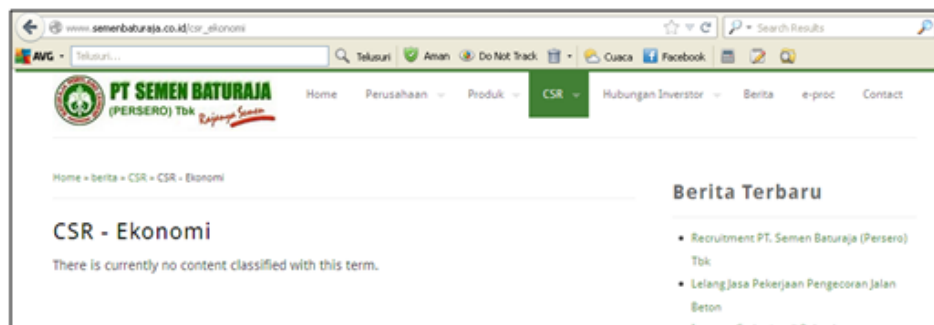 www.semenbaturaja.co.id/csr_ekonomi
Search Results
AVG Telusuri... Telusuri Aman Do Not Track Cuaca Facebook
PT SEMEN BATURAJA
(PERSERO) Tbk
Rajanya Semen
Home Perusahaan Produk CSR Hubungan Inverstor Berita e-proc Contact
Home » berita » CSR » CSR - Ekonomi
Berita Terbaru
CSR - Ekonomi
There is currently no content classified with this term.
Recruitment PT. Semen Baturaja (Persero)
Tbk
Lelang Jasa Pekerjaan Pengecoran Jalan
Beton